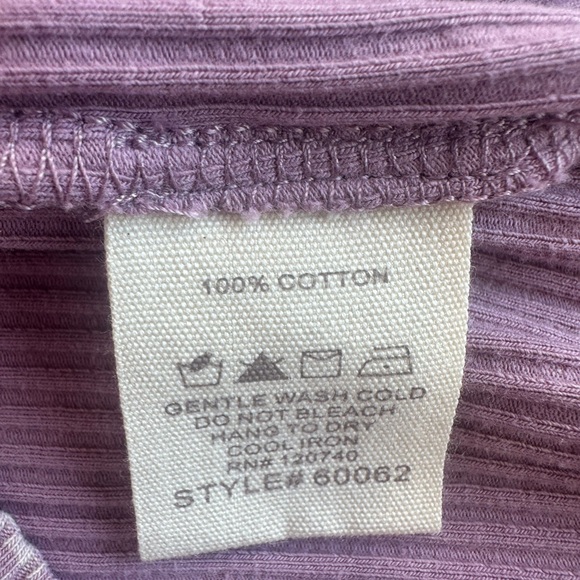 100% COTTON
GENTLE WASH COLD
DO NOT BLEACH
HANG TO DRY
COOL IRON
RN# 120740
STYLE# 60062